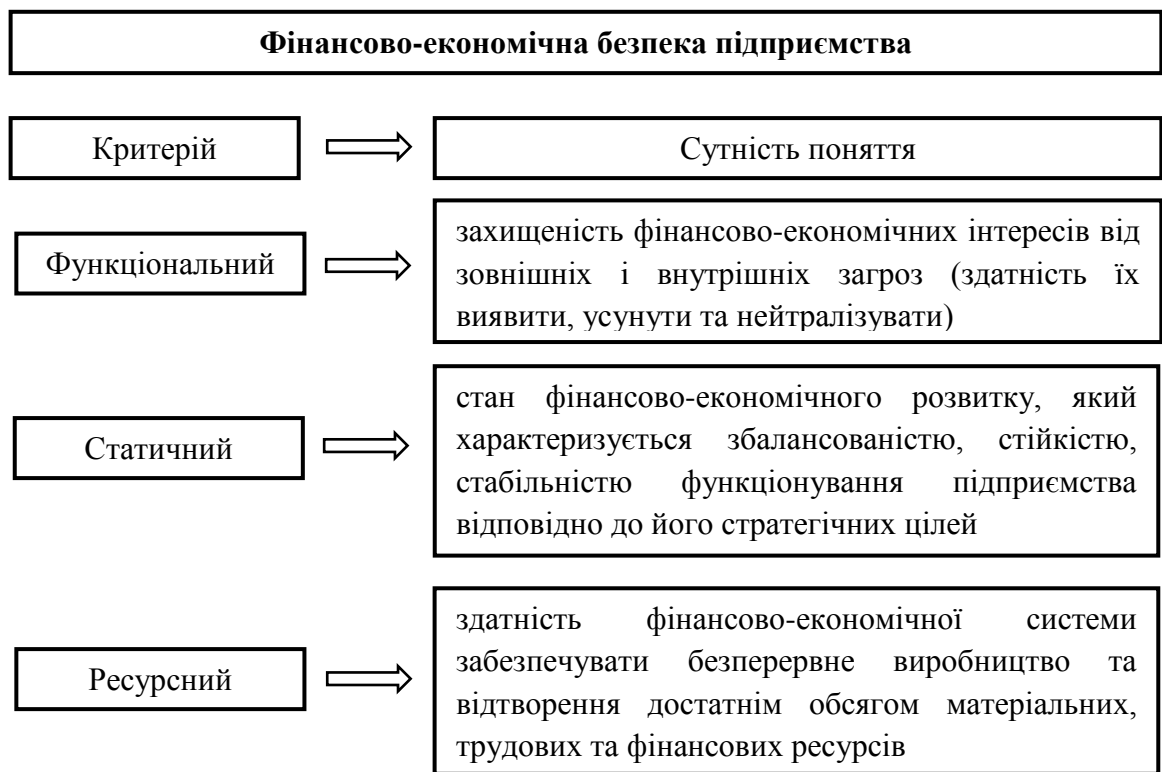 Фінансово-економічна безпека підприємства
Критерій
Сутність поняття
Функціональний
захищеність фінансово-економічних інтересів від
зовнішніх і внутрішніх загроз (здатність їх
виявити, усунути та нейтралізувати)
Статичний
стан фінансово-економічного розвитку, який
характеризується збалансованістю, стійкістю,
стабільністю функціонування підприємства
відповідно до його стратегічних цілей
Ресурсний
здатність фінансово-економічної системи
забезпечувати безперервне виробництво та
відтворення достатнім обсягом матеріальних,
трудових та фінансових ресурсів